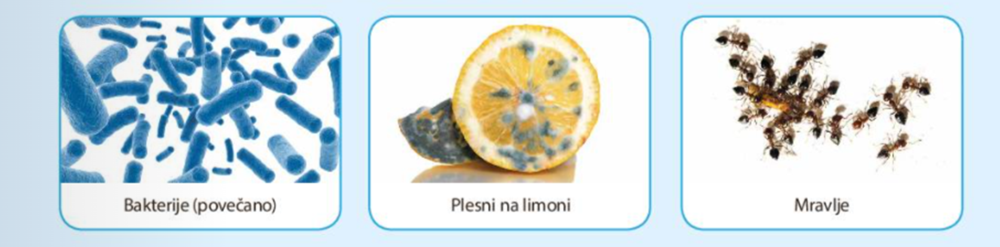 Bakterije (povečano)
Plesni na limoni
Mravlje